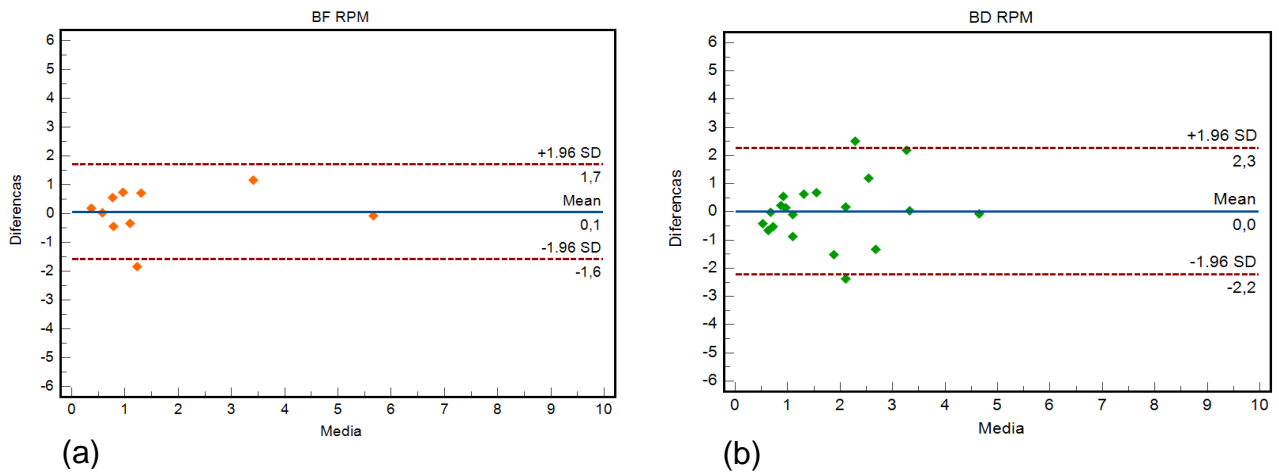 BF RPM
6
5
4
3
2
1
0
-1
-2
-3
-4
-5
-6
Diferencas
+1.96 SD
1,7
Mean
0,1
-1.96 SD
-1,6
0 1 2 3 4 5 6 7 8 9 10
Media
(a)
BD RPM
6
5
4
3
2
1
0
-1
-2
-3
-4
-5
-6
Diferencas
+1.96 SD
2,3
Mean
0,0
-1.96 SD
-2,2
0 1 2 3 4 5 6 7 8 9 10
Media
(b)